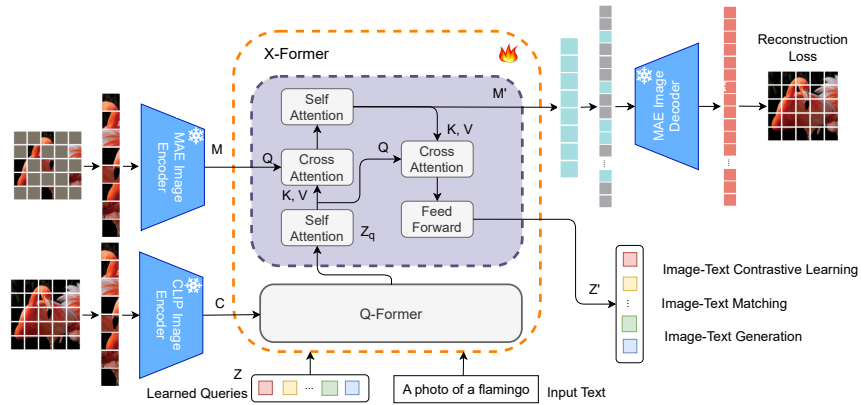 X-Former
Reconstruction
Loss
Self
Attention
M'
K, V
MAE Image
Encoder
M
Q
Cross
Attention
Q
Cross
Attention
MAE Image
Decoder
K, V
Self
Attention
Z_q
Feed
Forward
CLIP Image
Encoder
C
Q-Former
Z'
Image-Text Contrastive Learning
...
Image-Text Matching
Image-Text Generation
Z
Learned Queries
...
A photo of a flamingo
Input Text